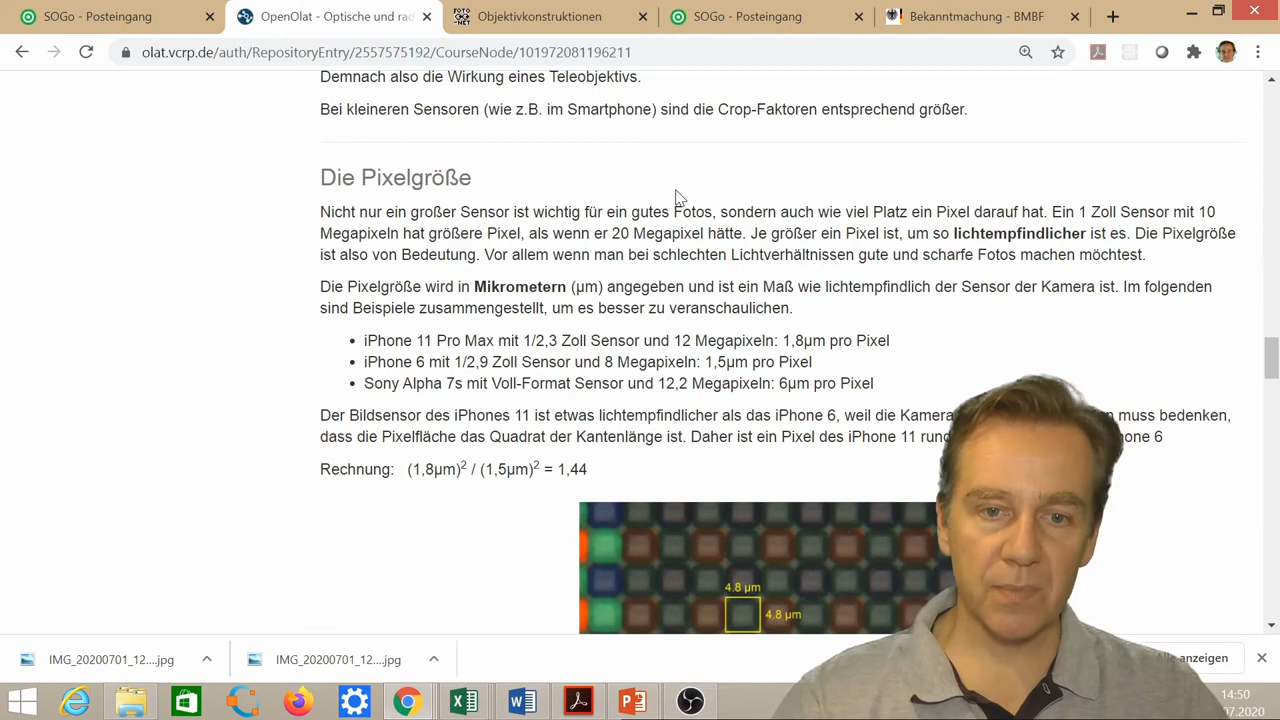 SOGo - Posteingang
OpenOlat - Optische und rad
Objektivkonstruktionen
SOGo - Posteingang
Bekanntmachung - BMBF
olat.vcrp.de/auth/RepositoryEntry/2557575192/CourseNode/101972081196211
Demnach also die Wirkung eines Teleobjektivs.
Bei kleineren Sensoren (wie z.B. im Smartphone) sind die Crop-Faktoren entsprechend größer.
Die Pixelgröße
Nicht nur ein großer Sensor ist wichtig für ein gutes Fotos, sondern auch wie viel Platz ein Pixel darauf hat. Ein 1 Zoll Sensor mit 10
Megapixeln hat größere Pixel, als wenn er 20 Megapixel hätte. Je größer ein Pixel ist, um so lichtempfindlicher ist es. Die Pixelgröße
ist also von Bedeutung. Vor allem wenn man bei schlechten Lichtverhältnissen gute und scharfe Fotos machen möchtest.
Die Pixelgröße wird in Mikrometern (µm) angegeben und ist ein Maß wie lichtempfindlich der Sensor der Kamera ist. Im folgenden
sind Beispiele zusammengestellt, um es besser zu veranschaulichen.
• iPhone 11 Pro Max mit 1/2,3 Zoll Sensor und 12 Megapixeln: 1,8µm pro Pixel
• iPhone 6 mit 1/2,9 Zoll Sensor und 8 Megapixeln: 1,5µm pro Pixel
• Sony Alpha 7s mit Voll-Format Sensor und 12,2 Megapixeln: 6µm pro Pixel
Der Bildsensor des iPhones 11 ist etwas lichtempfindlicher als das iPhone 6, weil die Kamera muss bedenken,
dass die Pixelfläche das Quadrat der Kantenlänge ist. Daher ist ein Pixel des iPhone 11 6
Rechnung: (1,8µm)² / (1,5µm)² = 1,44
4.8 µm
4.8 µm
IMG_20200701_12....jpg
IMG_20200701_12....jpg
anzeigen
14:50
.07.2020